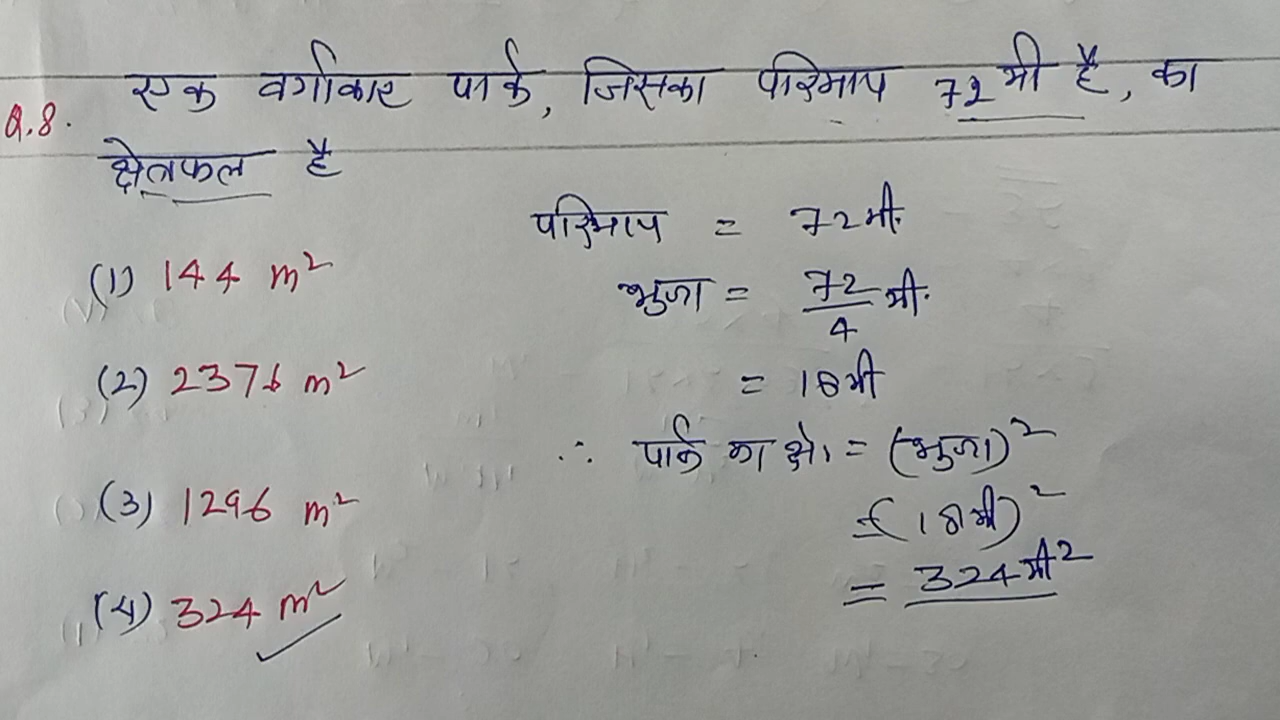 Q.8. एक वर्गाकार पार्क, जिसका परिमाप 72 मी है, का
क्षेत्रफल है
(1) 144 m²
(2) 2376 m²
(3) 1296 m²
(4) 324 m²
परिमाप = 72 मी.
भुजा = 72/4 मी.
= 18 मी
∴ पार्क का क्षे० = (भुजा)²
= (18 मी)²
= 324 मी²